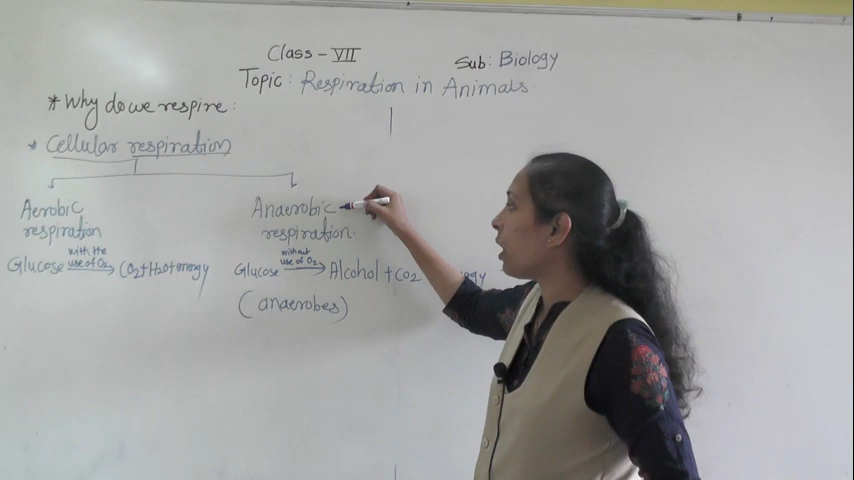 Class - VII
Sub: Biology
Topic: Respiration in Animals.
* Why do we respire:
* Cellular respiration
Aerobic respiration
Glucose with the use of O2 → CO2+H2O+energy
Anaerobic respiration.
Glucose without use of O2 → Alcohol + CO2
(anaerobes)